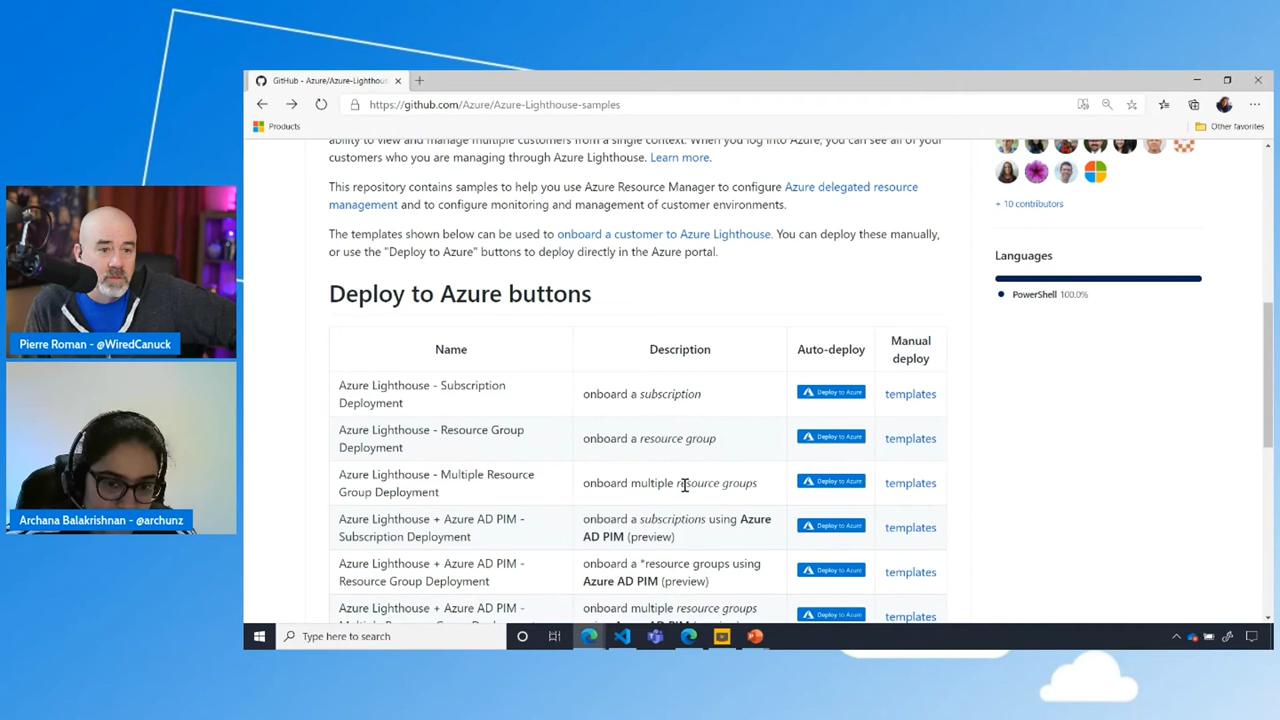 GitHub - Azure/Azure-Lighthous
https://github.com/Azure/Azure-Lighthouse-samples
Products
Other favorites
ability to view and manage multiple customers from a single context. When you log into Azure, you can see all of your
customers who you are managing through Azure Lighthouse. Learn more.
This repository contains samples to help you use Azure Resource Manager to configure Azure delegated resource
management and to configure monitoring and management of customer environments.
The templates shown below can be used to onboard a customer to Azure Lighthouse. You can deploy these manually,
or use the "Deploy to Azure" buttons to deploy directly in the Azure portal.
Deploy to Azure buttons
Name
Description
Auto-deploy
Manual
deploy
Azure Lighthouse - Subscription
Deployment
onboard a subscription
Deploy to Azure
templates
Azure Lighthouse - Resource Group
Deployment
onboard a resource group
Deploy to Azure
templates
Azure Lighthouse - Multiple Resource
Group Deployment
onboard multiple resource groups
Deploy to Azure
templates
Azure Lighthouse + Azure AD PIM -
Subscription Deployment
onboard a subscriptions using Azure
AD PIM (preview)
Deploy to Azure
templates
Azure Lighthouse + Azure AD PIM -
Resource Group Deployment
onboard a *resource groups using
Azure AD PIM (preview)
Deploy to Azure
templates
Azure Lighthouse + Azure AD PIM -
onboard multiple resource groups
Deploy to Azure
templates
+ 10 contributors
Languages
PowerShell 100.0%
Type here to search
Pierre Roman - @WiredCanuck
Archana Balakrishnan - @archunz